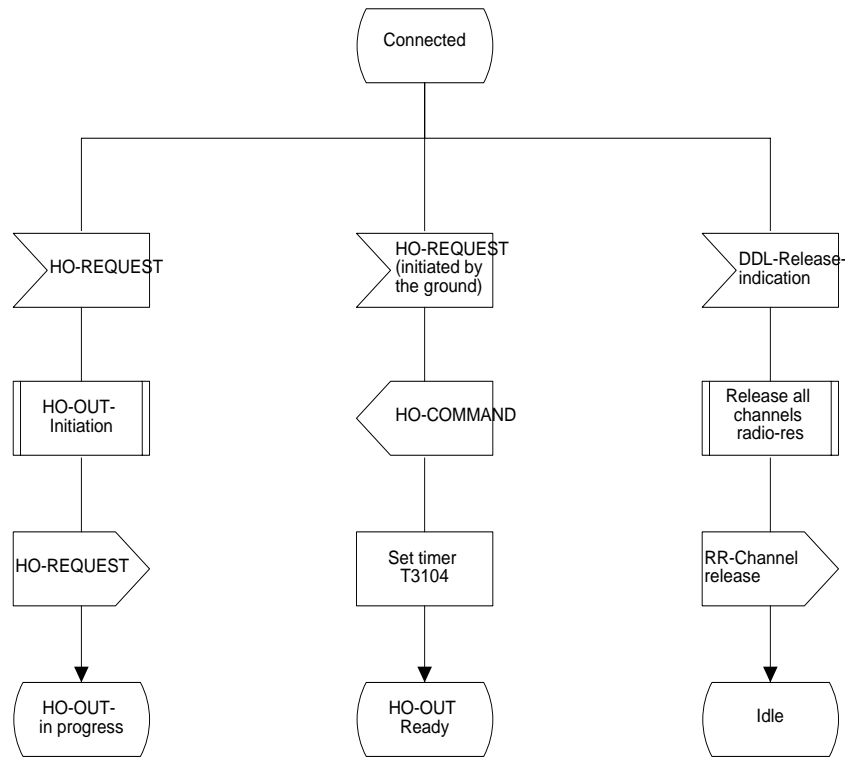 Connected
HO-REQUEST
HO-REQUEST
(initiated by
the ground)
DDL-Release-
indication
HO-OUT-
Initiation
HO-COMMAND
Release all
channels
radio-res
HO-REQUEST
Set timer
T3104
RR-Channel
release
HO-OUT-
in progress
HO-OUT
Ready
Idle